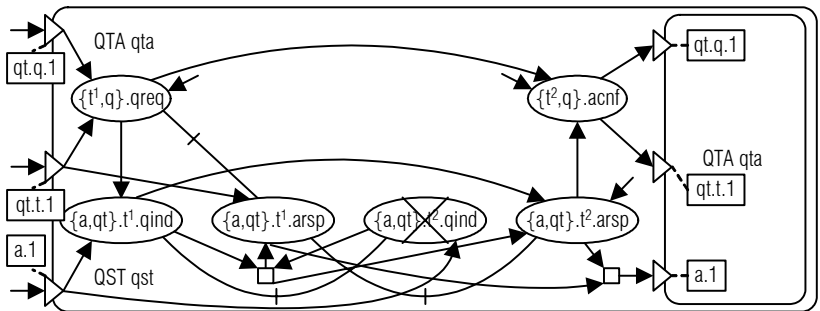 QTA qta
qt.q.1
qt.q.1
{t¹,q}.qreq
{t²,q}.acnf
QTA qta
qt.t.1
qt.t.1
{a,qt}.t¹.qind
{a,qt}.t¹.arsp
{a,qt}.t².qind
{a,qt}.t².arsp
a.1
QST qst
a.1